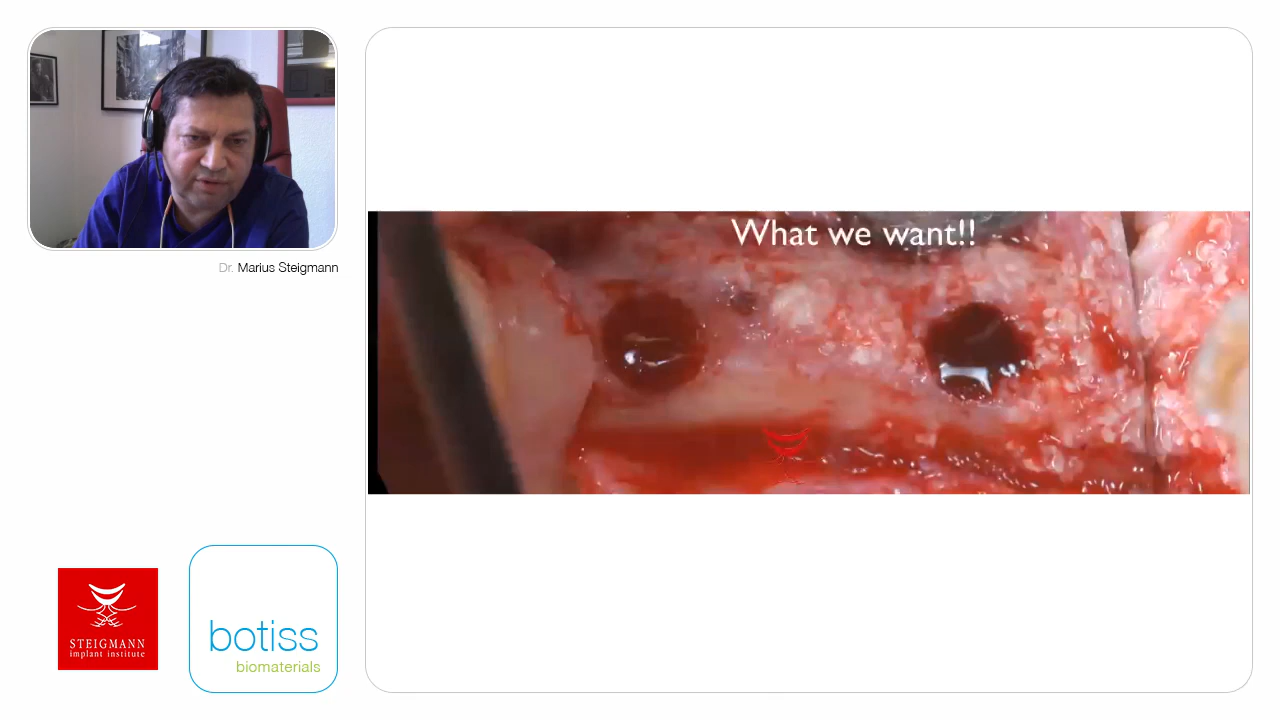 What we want!!
Dr. Marius Steigmann
STEIGMANN
implant institute
botiss
biomaterials